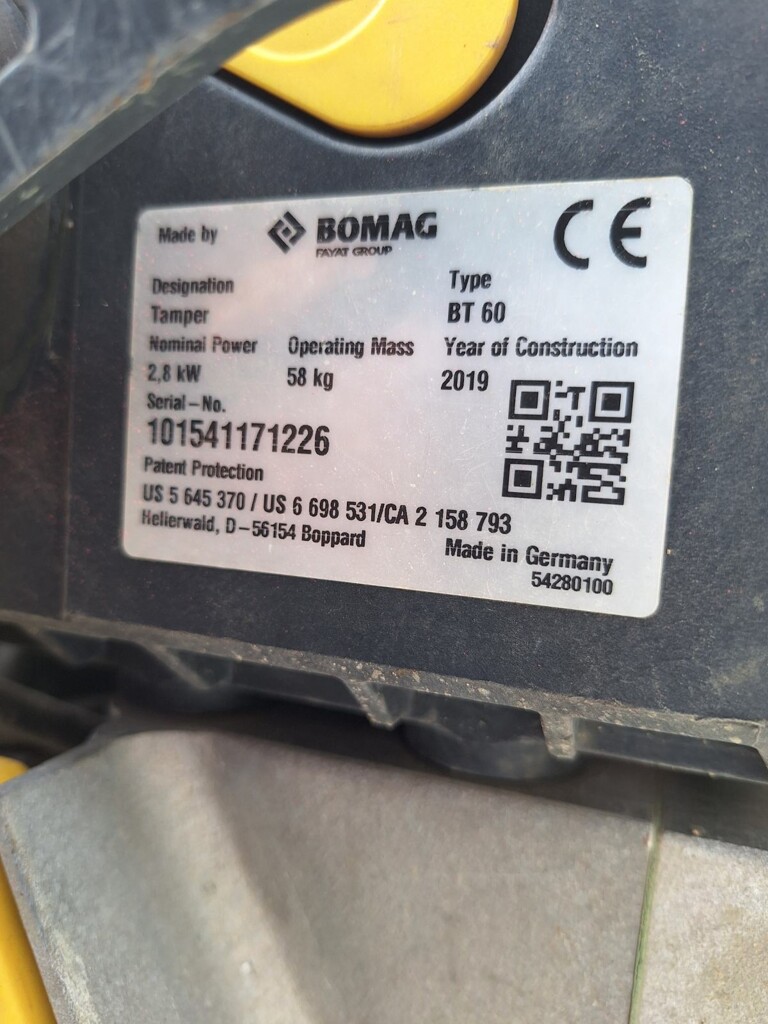 Made by BOMAG CE
FAYAT GROUP
Designation Type
Tamper BT 60
Nominal Power Operating Mass Year of Construction
2,8 kW 58 kg 2019
Serial-No.
101541171226
Patent Protection
US 5 645 370 / US 6 698 531/CA 2 158 793
Hellerwald, D-56154 Boppard
Made in Germany
54280100